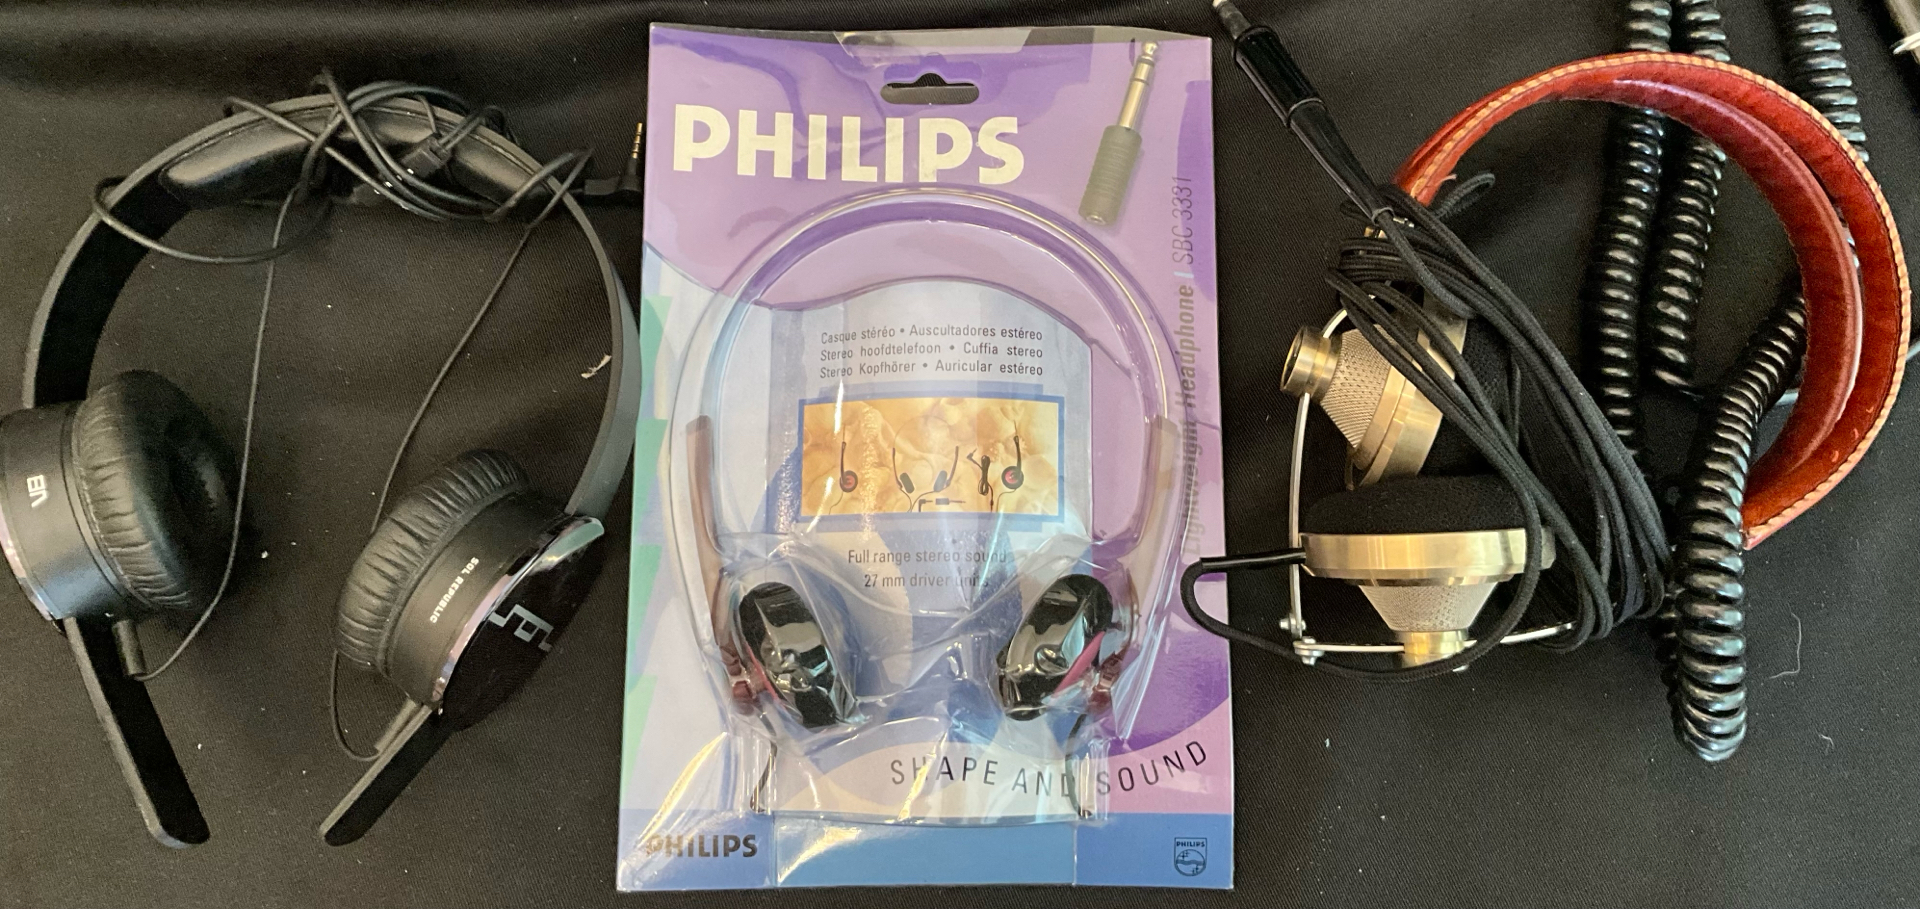 PHILIPS
Lightweight Headphone | SBC 3331
Casque stéréo • Auscultadores estéreo
Stereo hoofdtelefoon • Cuffia stereo
Stereo Kopfhörer • Auricular estéreo
Full range stereo sound
27 mm driver units
SHAPE AND SOUND
PHILIPS
PHILIPS
V8
SOL REPUBLIC